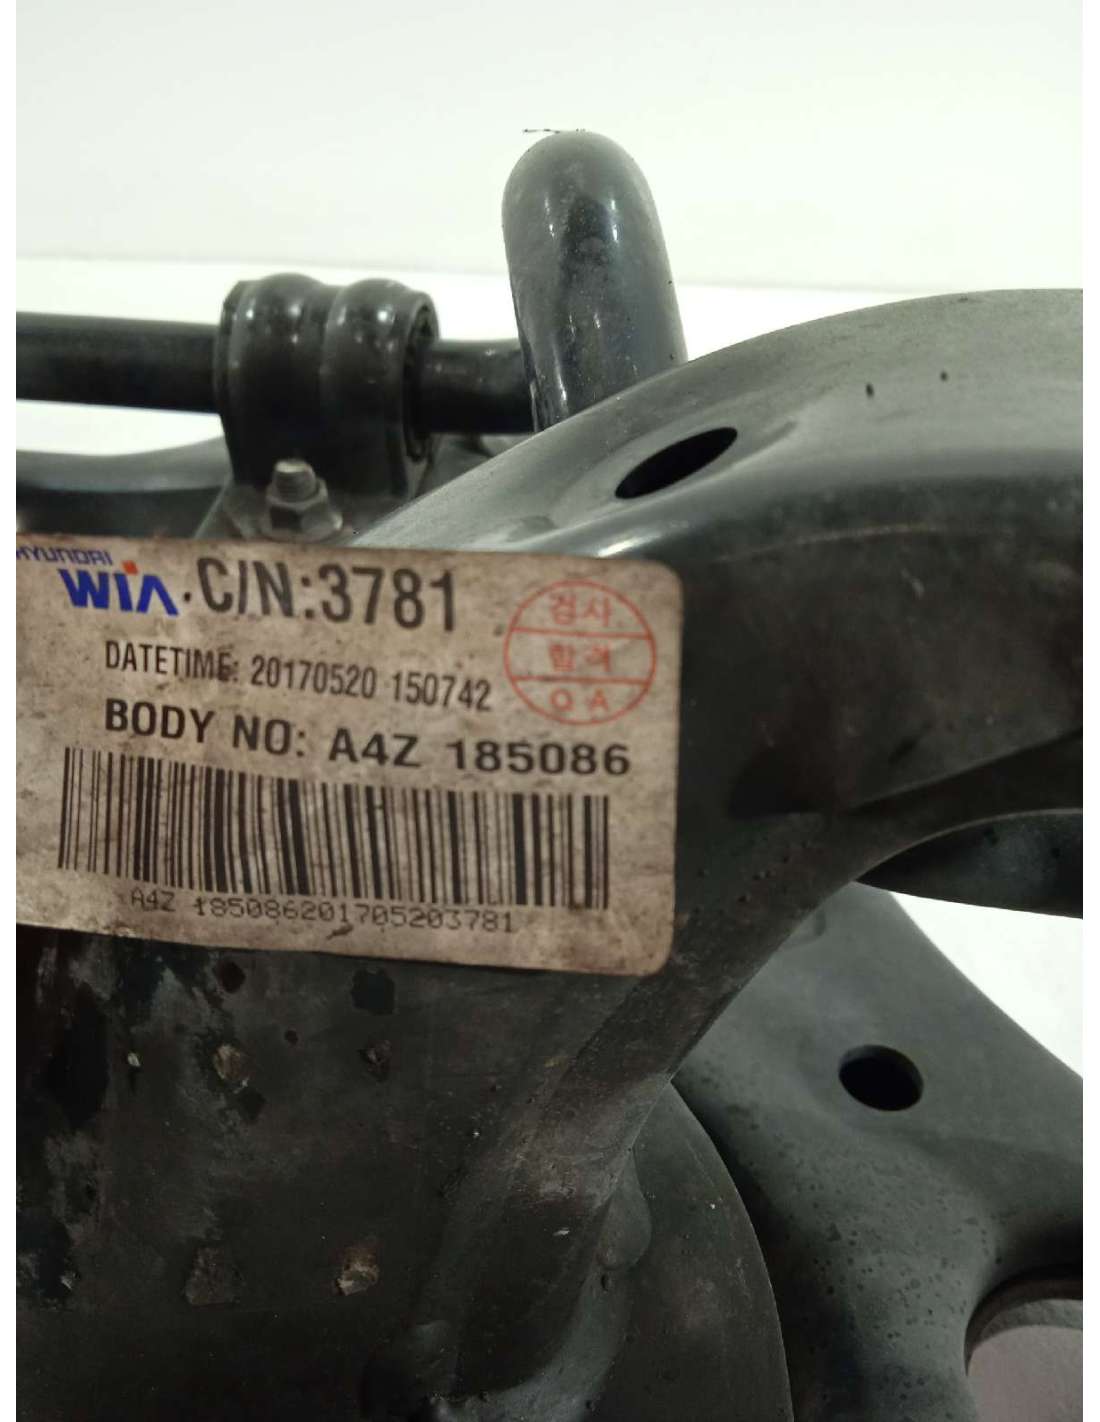 HYUNDAI
WIA. C/N:3781
검사
합격
QA
DATETIME: 20170520 150742
BODY NO: A4Z 185086
A4Z 185086201705203781